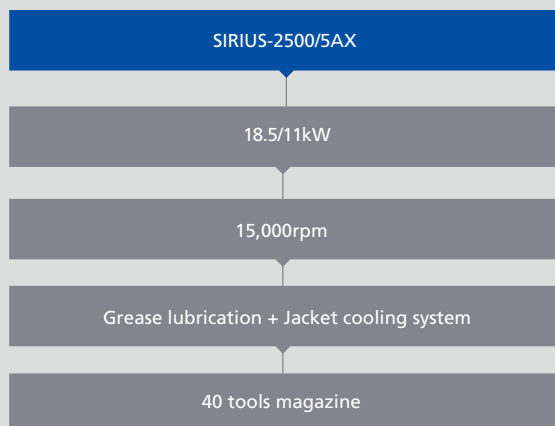 SIRIUS-2500/5AX
18.5/11kW
15,000rpm
Grease lubrication + Jacket cooling system
40 tools magazine